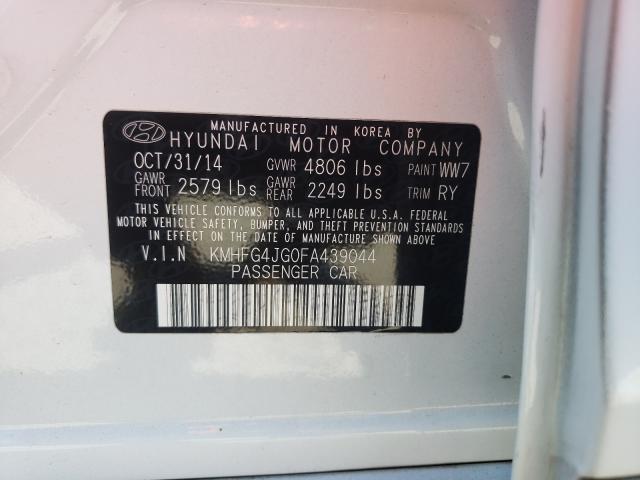 MANUFACTURED IN KOREA BY
HYUNDAI MOTOR COMPANY
OCT/31/14 GVWR 4806 lbs PAINT WW7
GAWR FRONT 2579 lbs GAWR REAR 2249 lbs TRIM RY
THIS VEHICLE CONFORMS TO ALL APPLICABLE U.S.A. FEDERAL
MOTOR VEHICLE SAFETY, BUMPER, AND THEFT PREVENTION
STANDARDS IN EFFECT ON THE DATE OF MANUFACTURE SHOWN ABOVE.
V.I.N KMHFG4JG0FA439044
PASSENGER CAR